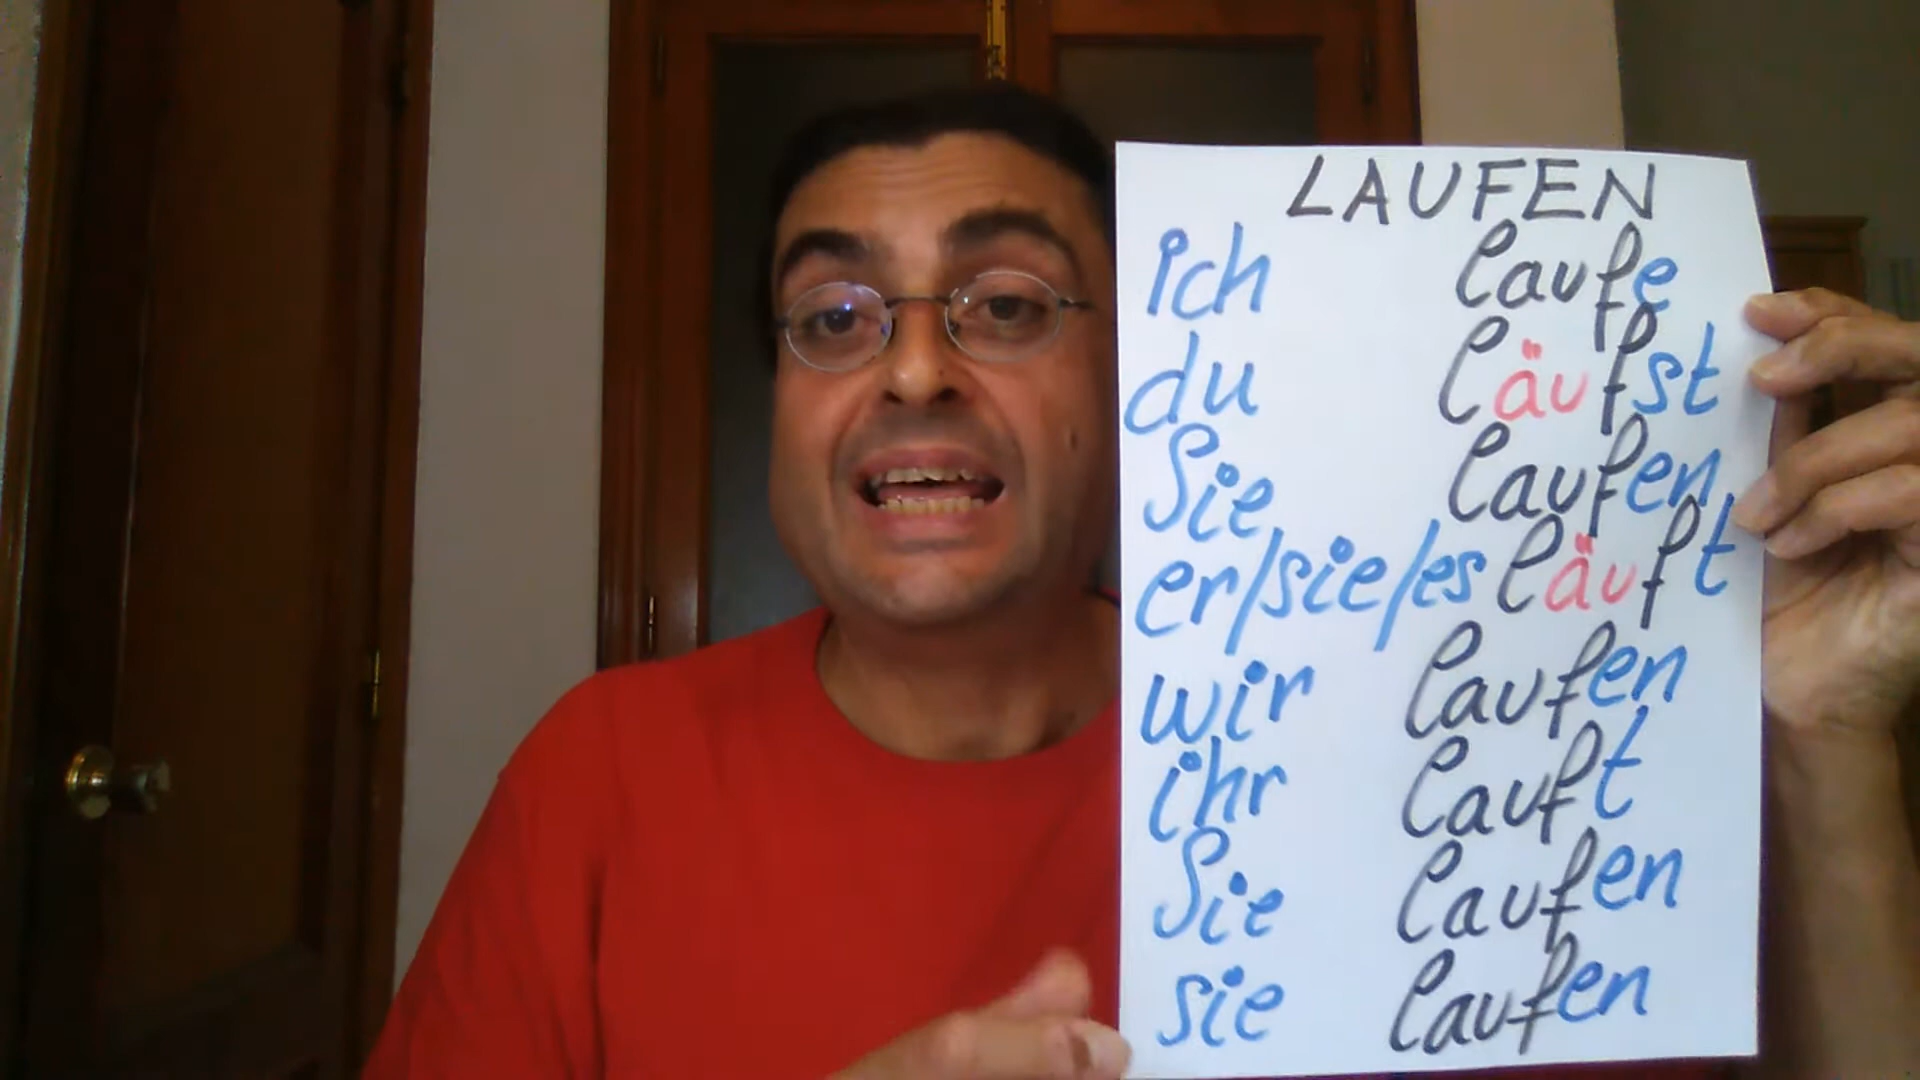 LAUFEN
ich laufe
du läufst
Sie laufen
er/sie/es läuft
wir laufen
ihr lauft
Sie laufen
sie laufen